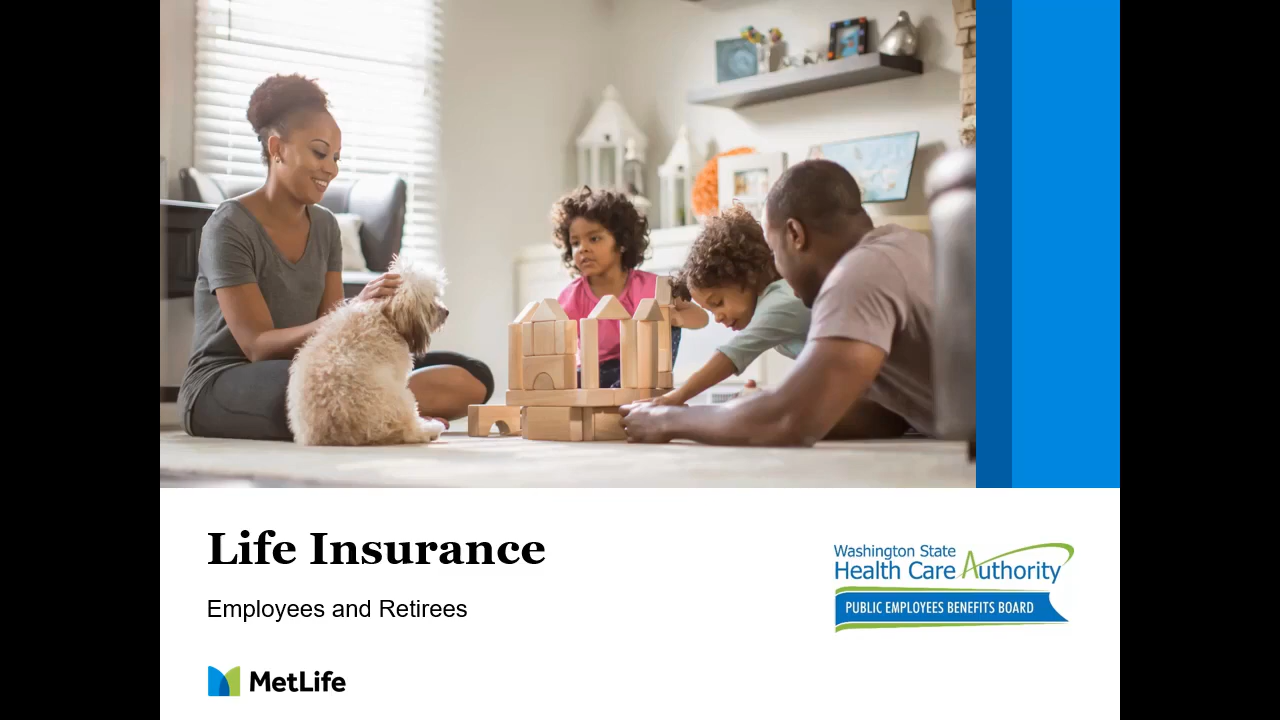 Life Insurance
Employees and Retirees
MetLife
Washington State
Health Care Authority
PUBLIC EMPLOYEES BENEFITS BOARD